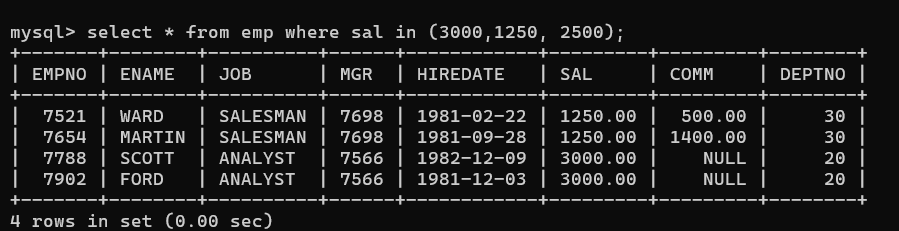 mysql> select * from emp where sal in (3000,1250, 2500);
+-------+--------+----------+------+------------+---------+---------+--------+
| EMPNO | ENAME  | JOB      | MGR  | HIREDATE   | SAL     | COMM    | DEPTNO |
+-------+--------+----------+------+------------+---------+---------+--------+
|  7521 | WARD   | SALESMAN | 7698 | 1981-02-22 | 1250.00 |  500.00 |     30 |
|  7654 | MARTIN | SALESMAN | 7698 | 1981-09-28 | 1250.00 | 1400.00 |     30 |
|  7788 | SCOTT  | ANALYST  | 7566 | 1982-12-09 | 3000.00 |    NULL |     20 |
|  7902 | FORD   | ANALYST  | 7566 | 1981-12-03 | 3000.00 |    NULL |     20 |
+-------+--------+----------+------+------------+---------+---------+--------+
4 rows in set (0.00 sec)